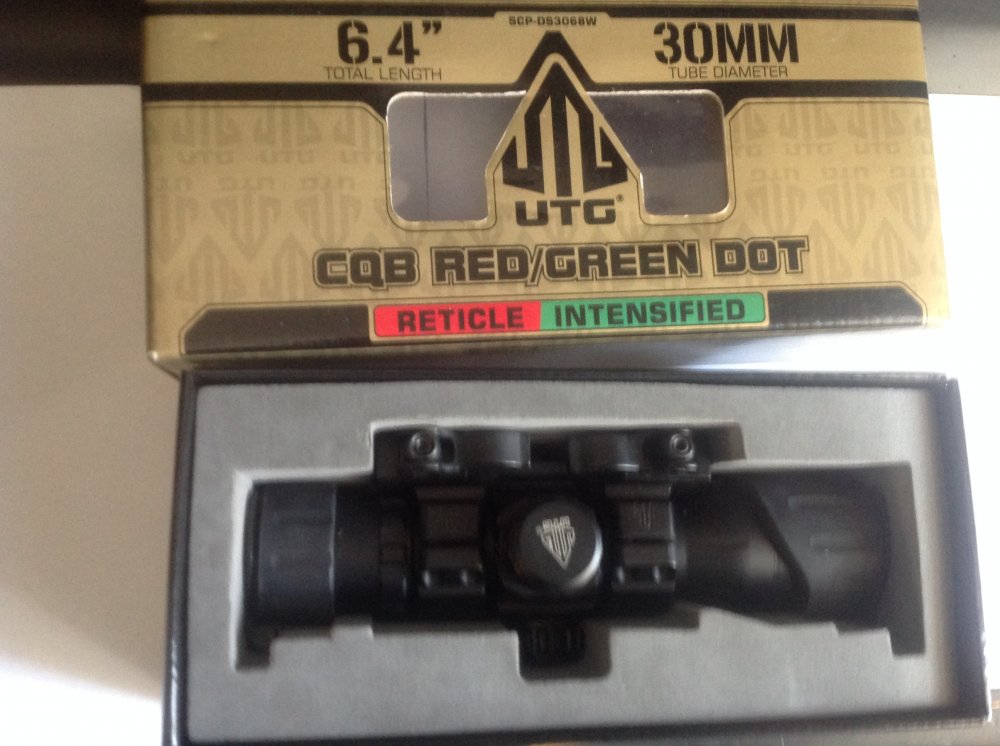 SCP-DS3068W
6.4” 30MM
TOTAL LENGTH TUBE DIAMETER
UTG®
CQB RED/GREEN DOT
RETICLE INTENSIFIED